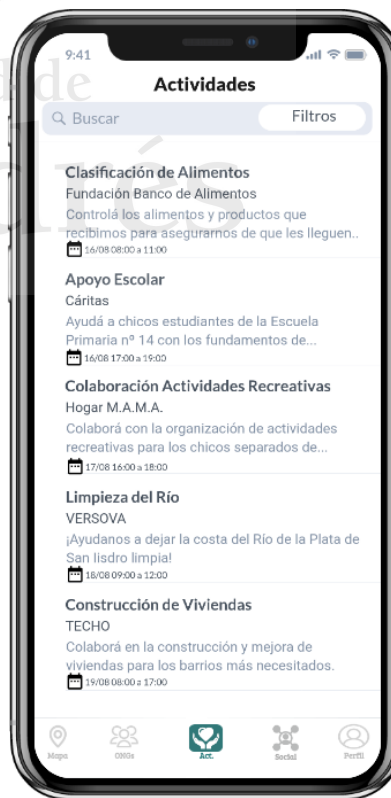 9:41
Actividades
Buscar
Filtros
Clasificación de Alimentos
Fundación Banco de Alimentos
Controlá los alimentos y productos que
recibimos para asegurarnos de que les lleguen..
16/08 08:00 a 11:00
Apoyo Escolar
Cáritas
Ayudá a chicos estudiantes de la Escuela
Primaria nº 14 con los fundamentos de...
16/08 17:00 a 19:00
Colaboración Actividades Recreativas
Hogar M.A.M.A.
Colaborá con la organización de actividades
recreativas para los chicos separados de...
17/08 16:00 a 18:00
Limpieza del Río
VERSOVA
¡Ayudanos a dejar la costa del Río de la Plata de
San Iisdro limpia!
18/08 09:00 a 12:00
Construcción de Viviendas
TECHO
Colaborá en la construcción y mejora de
viviendas para los barrios más necesitados.
19/08 08:00 a 17:00
Mapa
ONGs
Act.
Social
Perfil